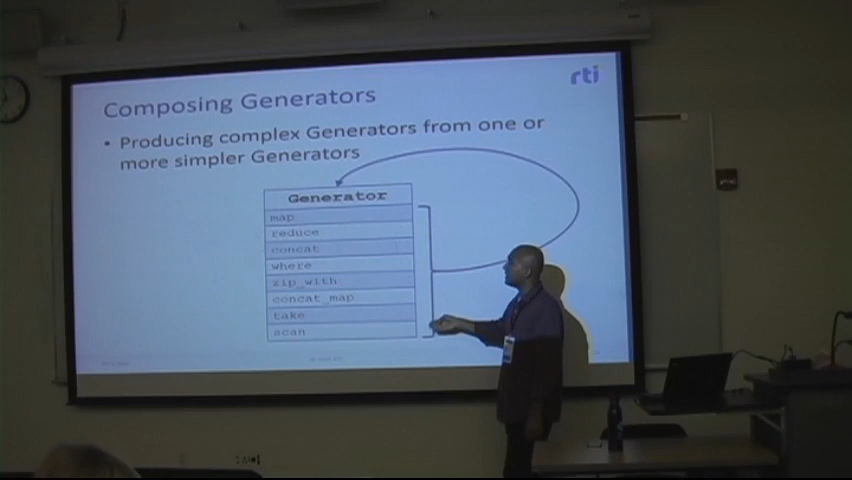 rti
Composing Generators
• Producing complex Generators from one or
more simpler Generators
Generator
map
reduce
concat
where
zip_with
concat_map
take
scan